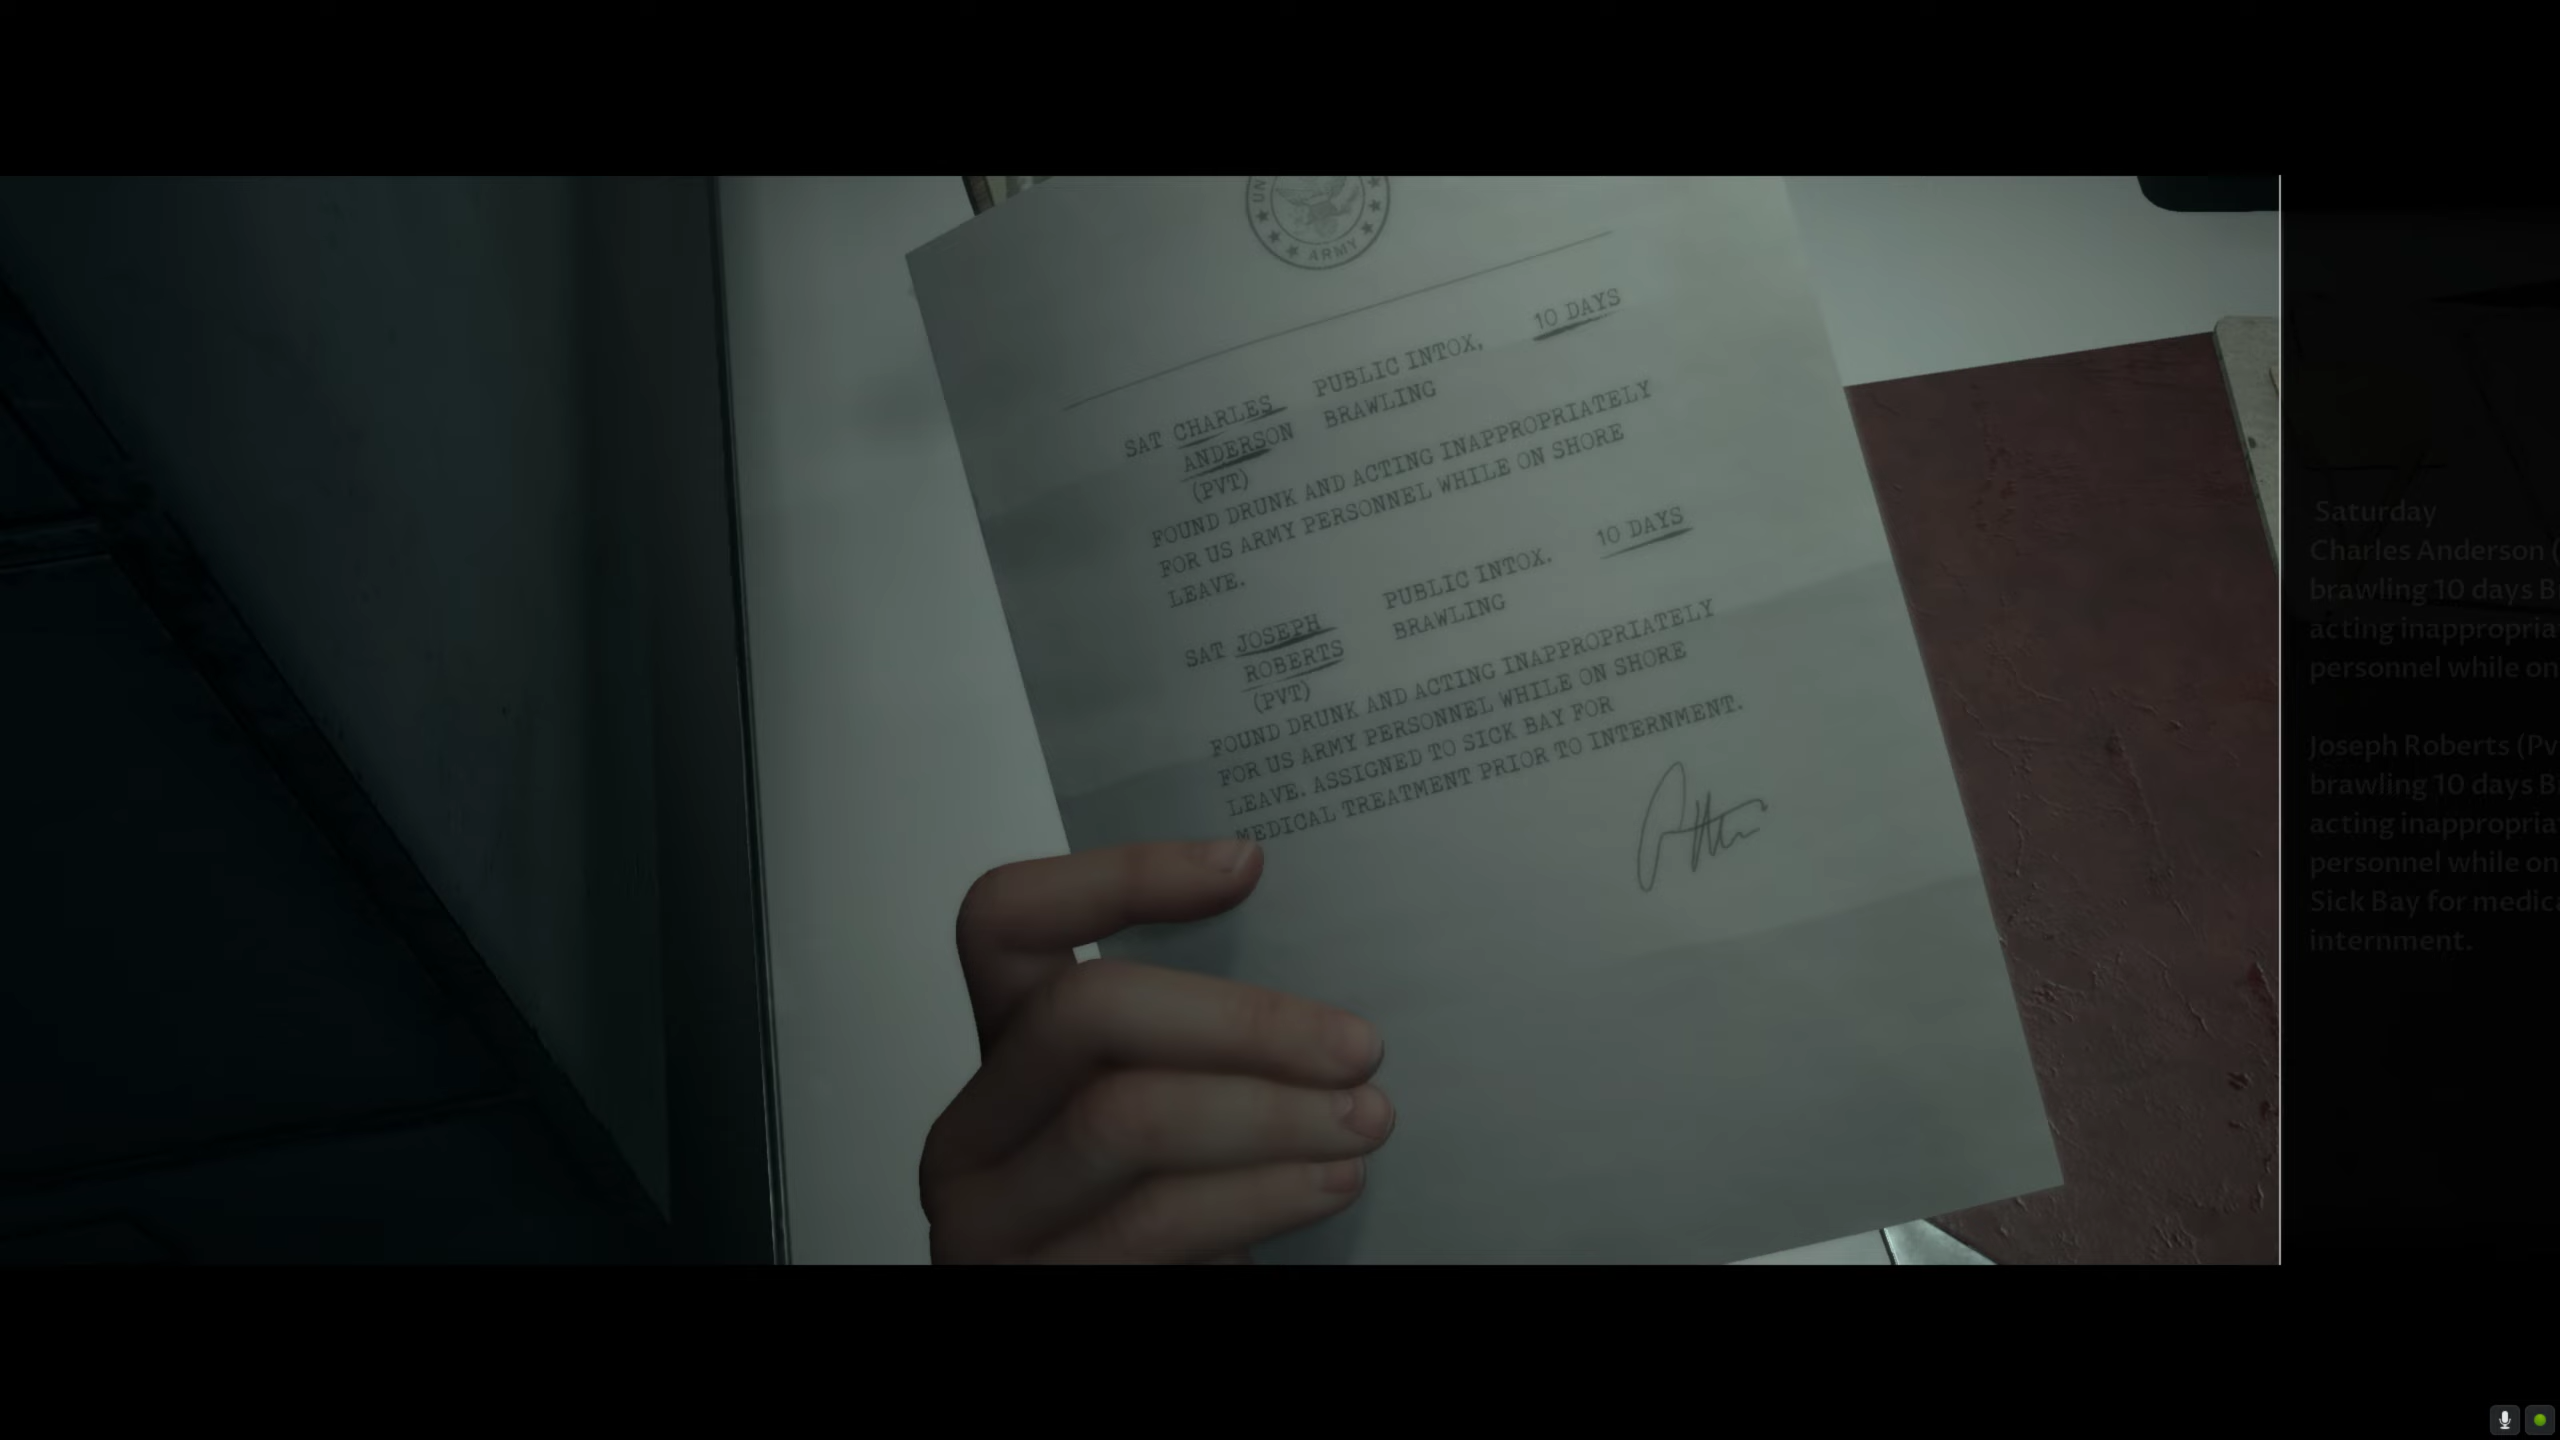 UN
ARMY
SAT CHARLES PUBLIC INTOX, 10 DAYS
ANDERSON BRAWLING
(PVT)
FOUND DRUNK AND ACTING INAPPROPRIATELY
FOR US ARMY PERSONNEL WHILE ON SHORE
LEAVE.
SAT JOSEPH PUBLIC INTOX. 10 DAYS
ROBERTS BRAWLING
(PVT)
FOUND DRUNK AND ACTING INAPPROPRIATELY
FOR US ARMY PERSONNEL WHILE ON SHORE
LEAVE. ASSIGNED TO SICK BAY FOR
MEDICAL TREATMENT PRIOR TO INTERNMENT.
Saturday
Charles Anderson (
brawling 10 days B
acting inappropria
personnel while on
Joseph Roberts (Pv
brawling 10 days B
acting inappropria
personnel while on
Sick Bay for medic
internment.